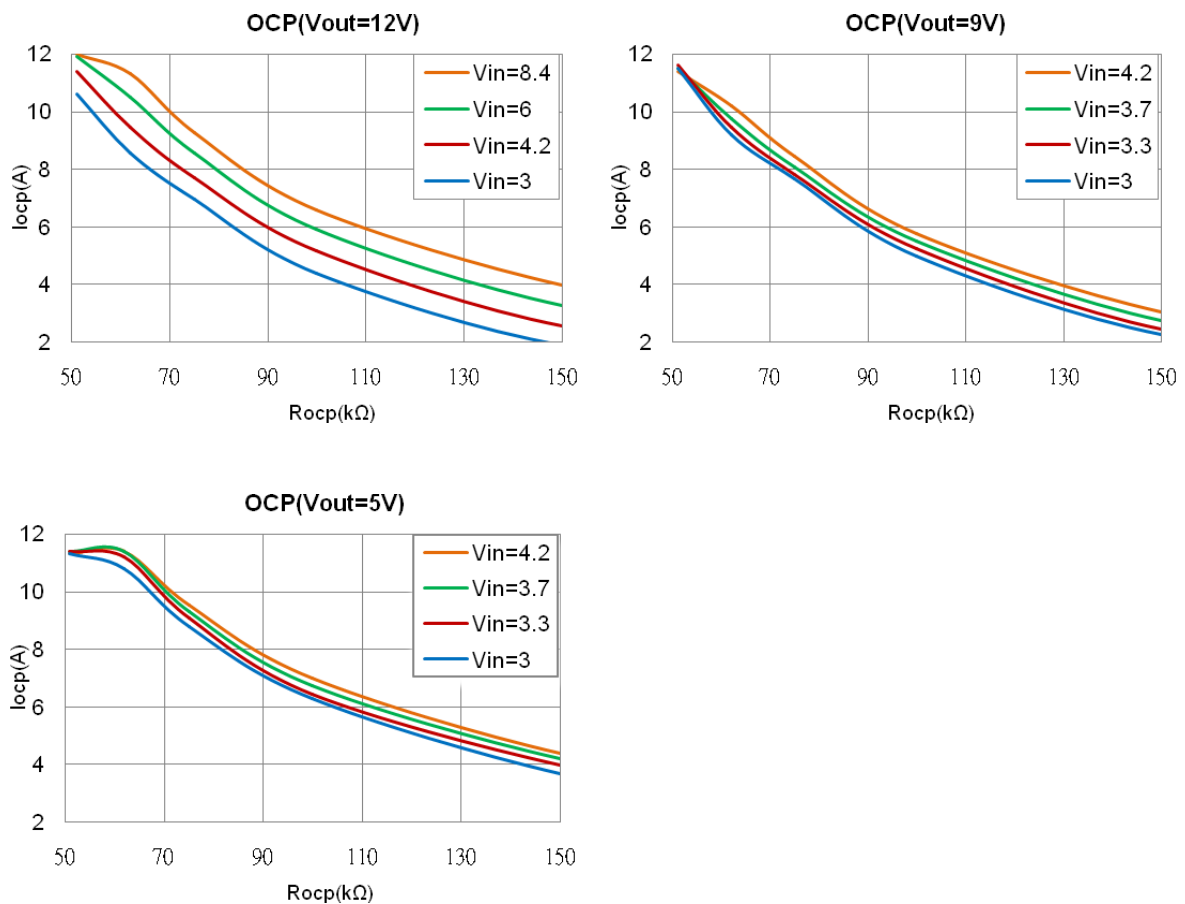 OCP(Vout=12V)
12
10
8
6
4
2
Iocp(A)
50 70 90 110 130 150
Rocp(kΩ)
Vin=8.4
Vin=6
Vin=4.2
Vin=3
OCP(Vout=9V)
12
10
8
6
4
2
Iocp(A)
50 70 90 110 130 150
Rocp(kΩ)
Vin=4.2
Vin=3.7
Vin=3.3
Vin=3
OCP(Vout=5V)
12
10
8
6
4
2
Iocp(A)
50 70 90 110 130 150
Rocp(kΩ)
Vin=4.2
Vin=3.7
Vin=3.3
Vin=3